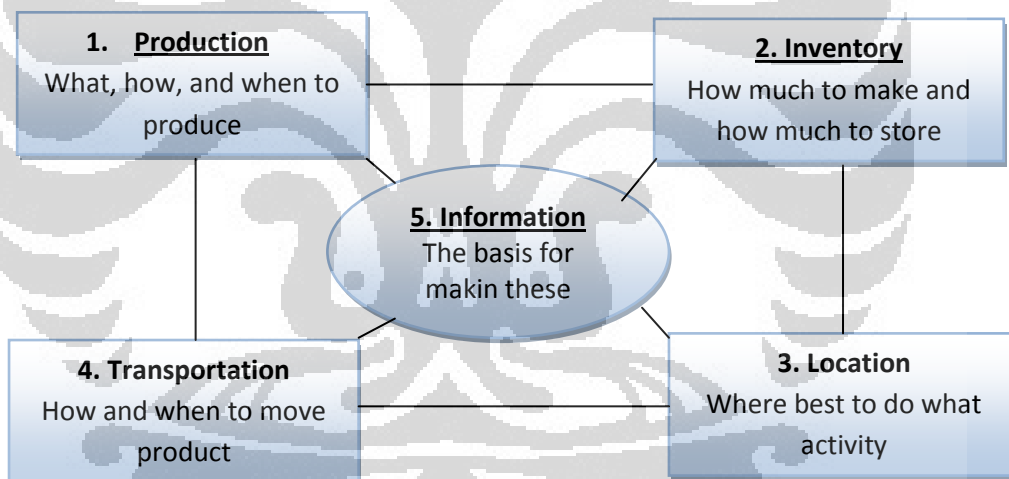 1. Production
What, how, and when to
produce
2. Inventory
How much to make and
how much to store
5. Information
The basis for
makin these
4. Transportation
How and when to move
product
3. Location
Where best to do what
activity